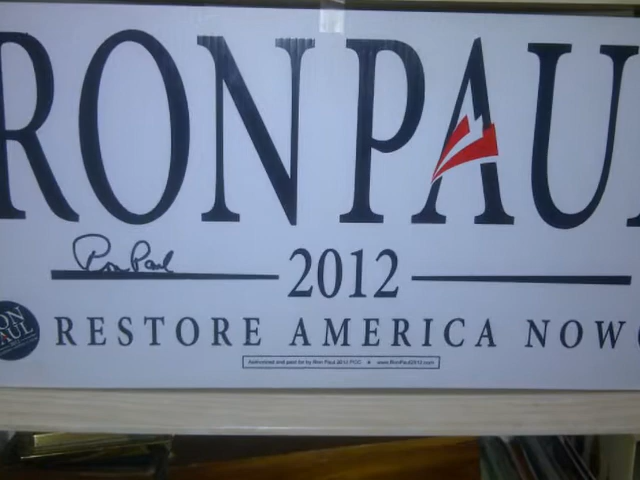 RON PAUL
Ron Paul
2012
RON
PAUL
RESTORE AMERICA NOW
Authorized and paid for by Ron Paul 2012 PCC ★ www.RonPaul2012.com